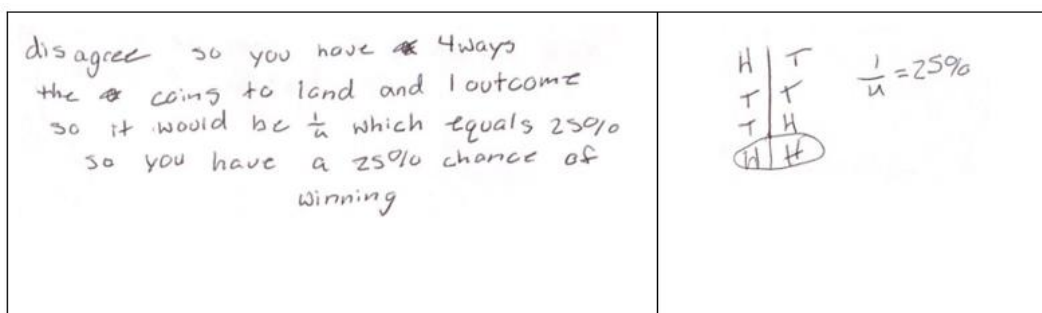 disagree so you have 4 ways
the coins to land and 1 outcome
so it would be 1/4 which equals 25%
so you have a 25% chance of
winning
H | T
T | T
T | H
H | H
1/4 = 25%